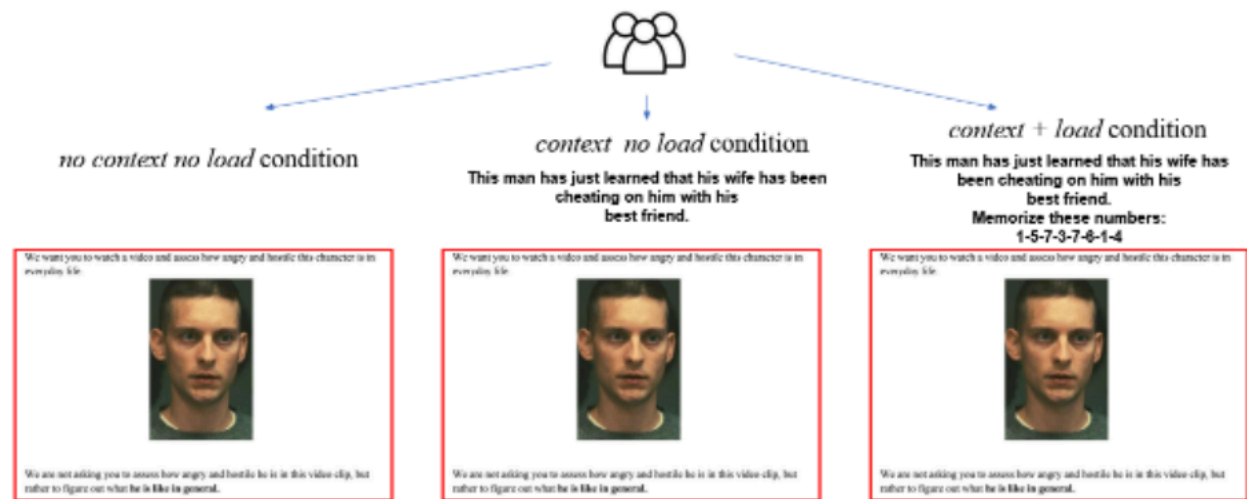 no context no load condition
context no load condition
This man has just learned that his wife has been
cheating on him with his
best friend.
context + load condition
This man has just learned that his wife has
been cheating on him with his
best friend.
Memorize these numbers:
1-5-7-3-7-6-1-4
We want you to watch a video and assess how angry and hostile this character is in
everyday life.
We are not asking you to assess how angry and hostile he is in this video clip, but
rather to figure out what he is like in general.
We want you to watch a video and assess how angry and hostile this character is in
everyday life.
We are not asking you to assess how angry and hostile he is in this video clip, but
rather to figure out what he is like in general.
We want you to watch a video and assess how angry and hostile this character is in
everyday life.
We are not asking you to assess how angry and hostile he is in this video clip, but
rather to figure out what he is like in general.